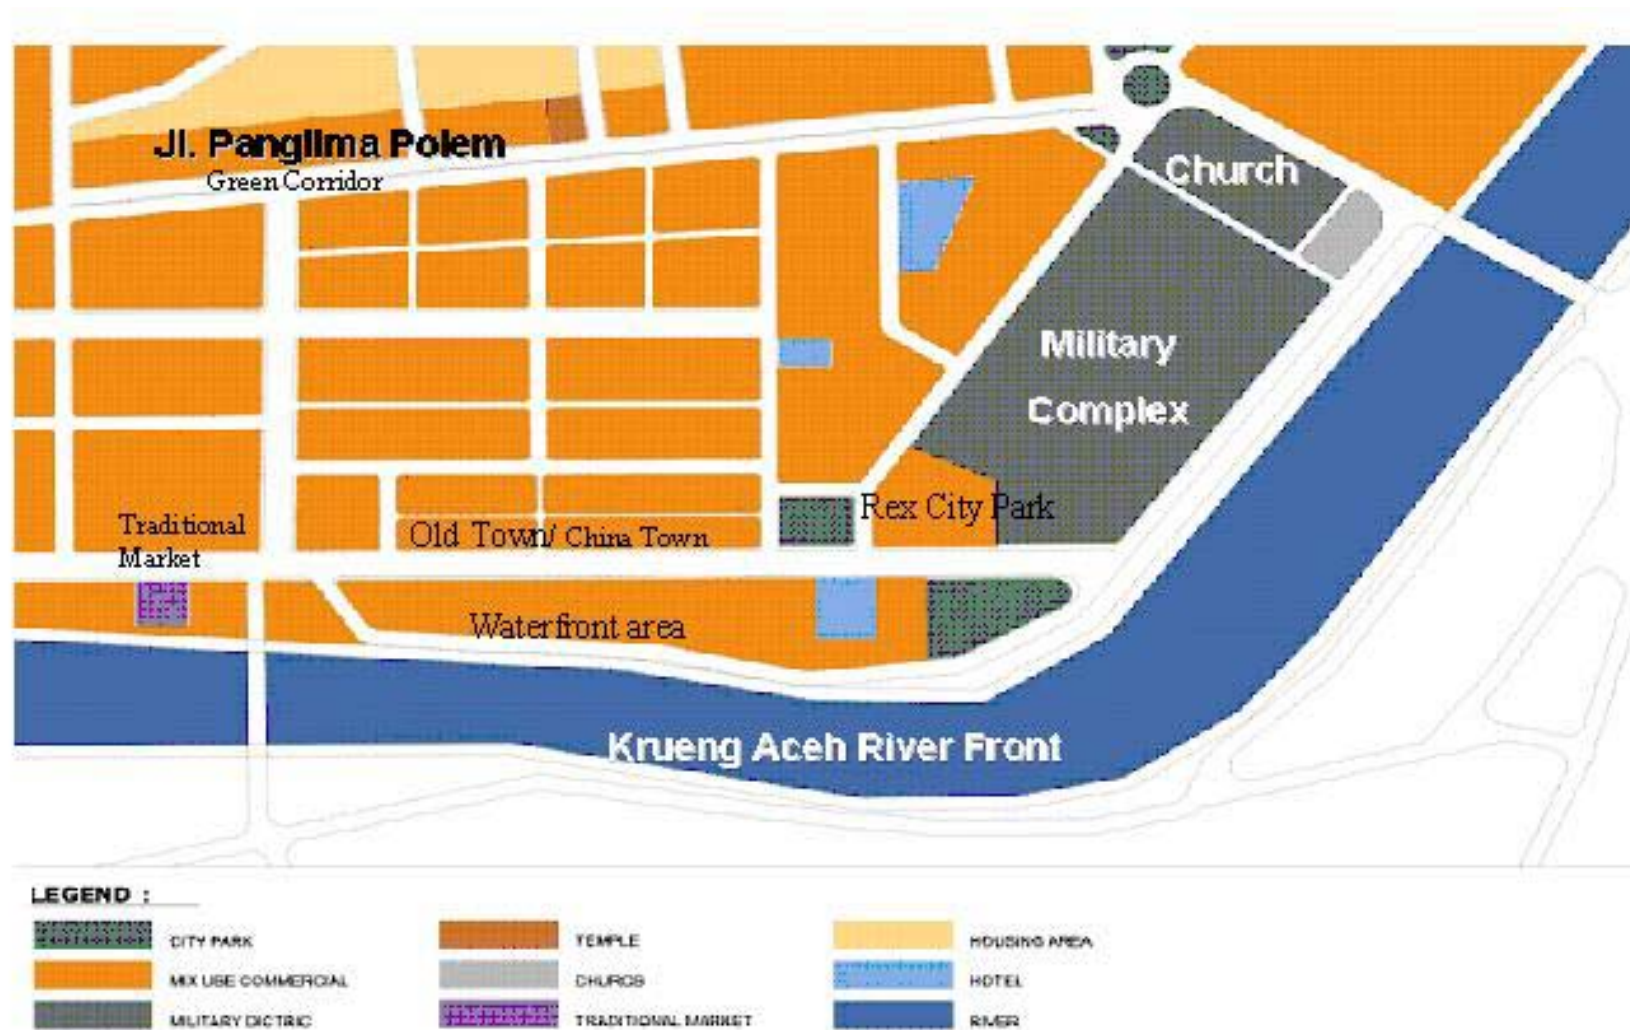 Jl. Panglima Polem
Green Corridor
Church
Military
Complex
Rex City Park
Traditional
Market
Old Town/ China Town
Waterfront area
Krueng Aceh River Front
LEGEND :
CITY PARK
TEMPLE
HOUSING AREA
MIX USE COMMERCIAL
CHURCS
HOTEL
MILITARY DICTRIC
TRADITIONAL MARKET
RIVER